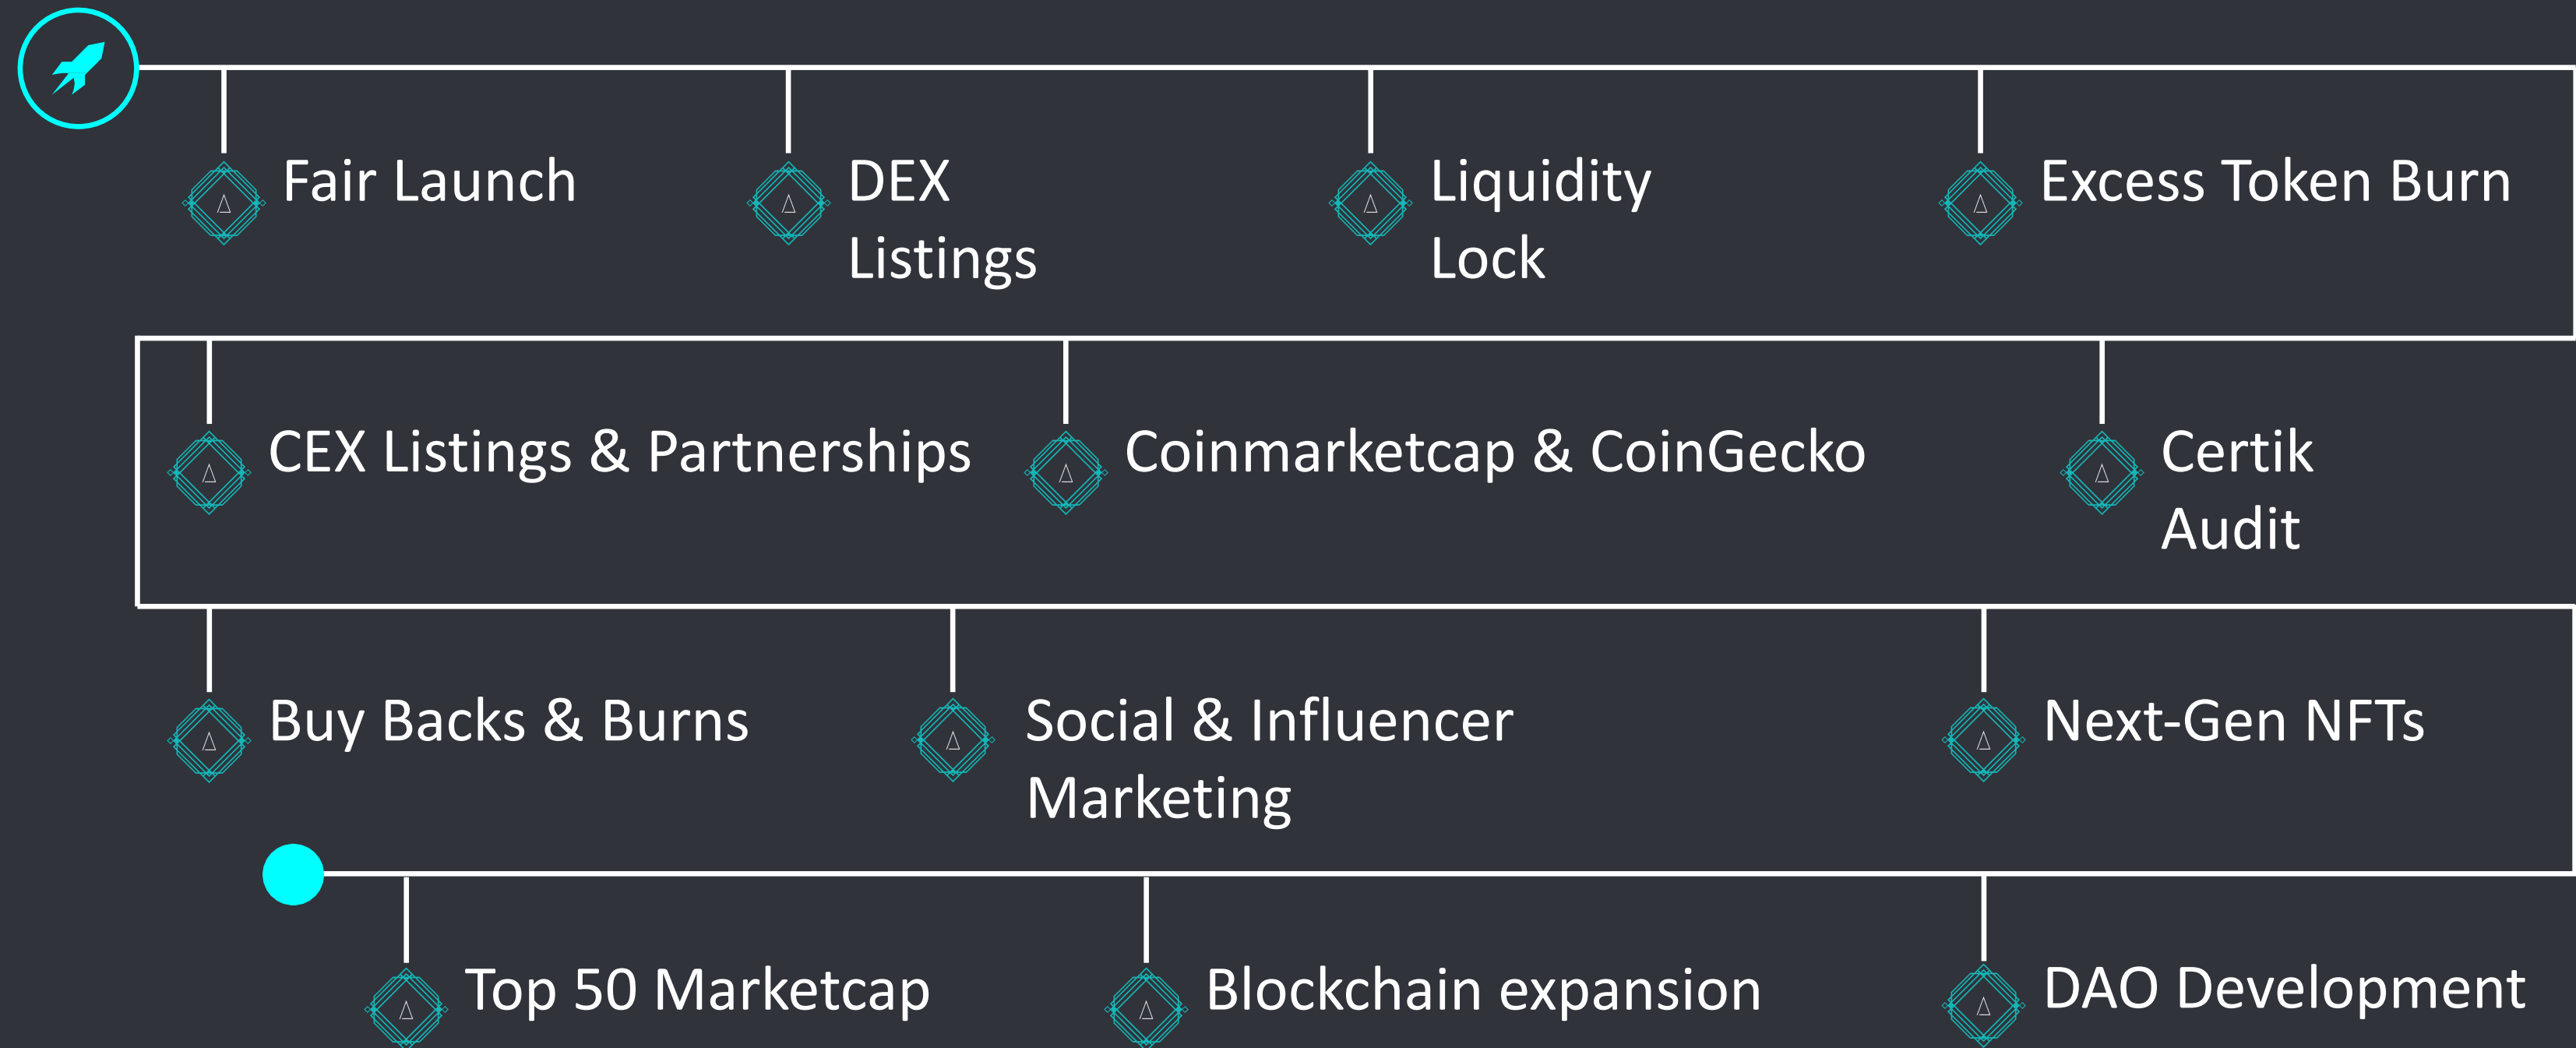 Fair Launch
DEX
Listings
Liquidity
Lock
Excess Token Burn
CEX Listings & Partnerships
Coinmarketcap & CoinGecko
Certik
Audit
Buy Backs & Burns
Social & Influencer
Marketing
Next-Gen NFTs
Top 50 Marketcap
Blockchain expansion
DAO Development